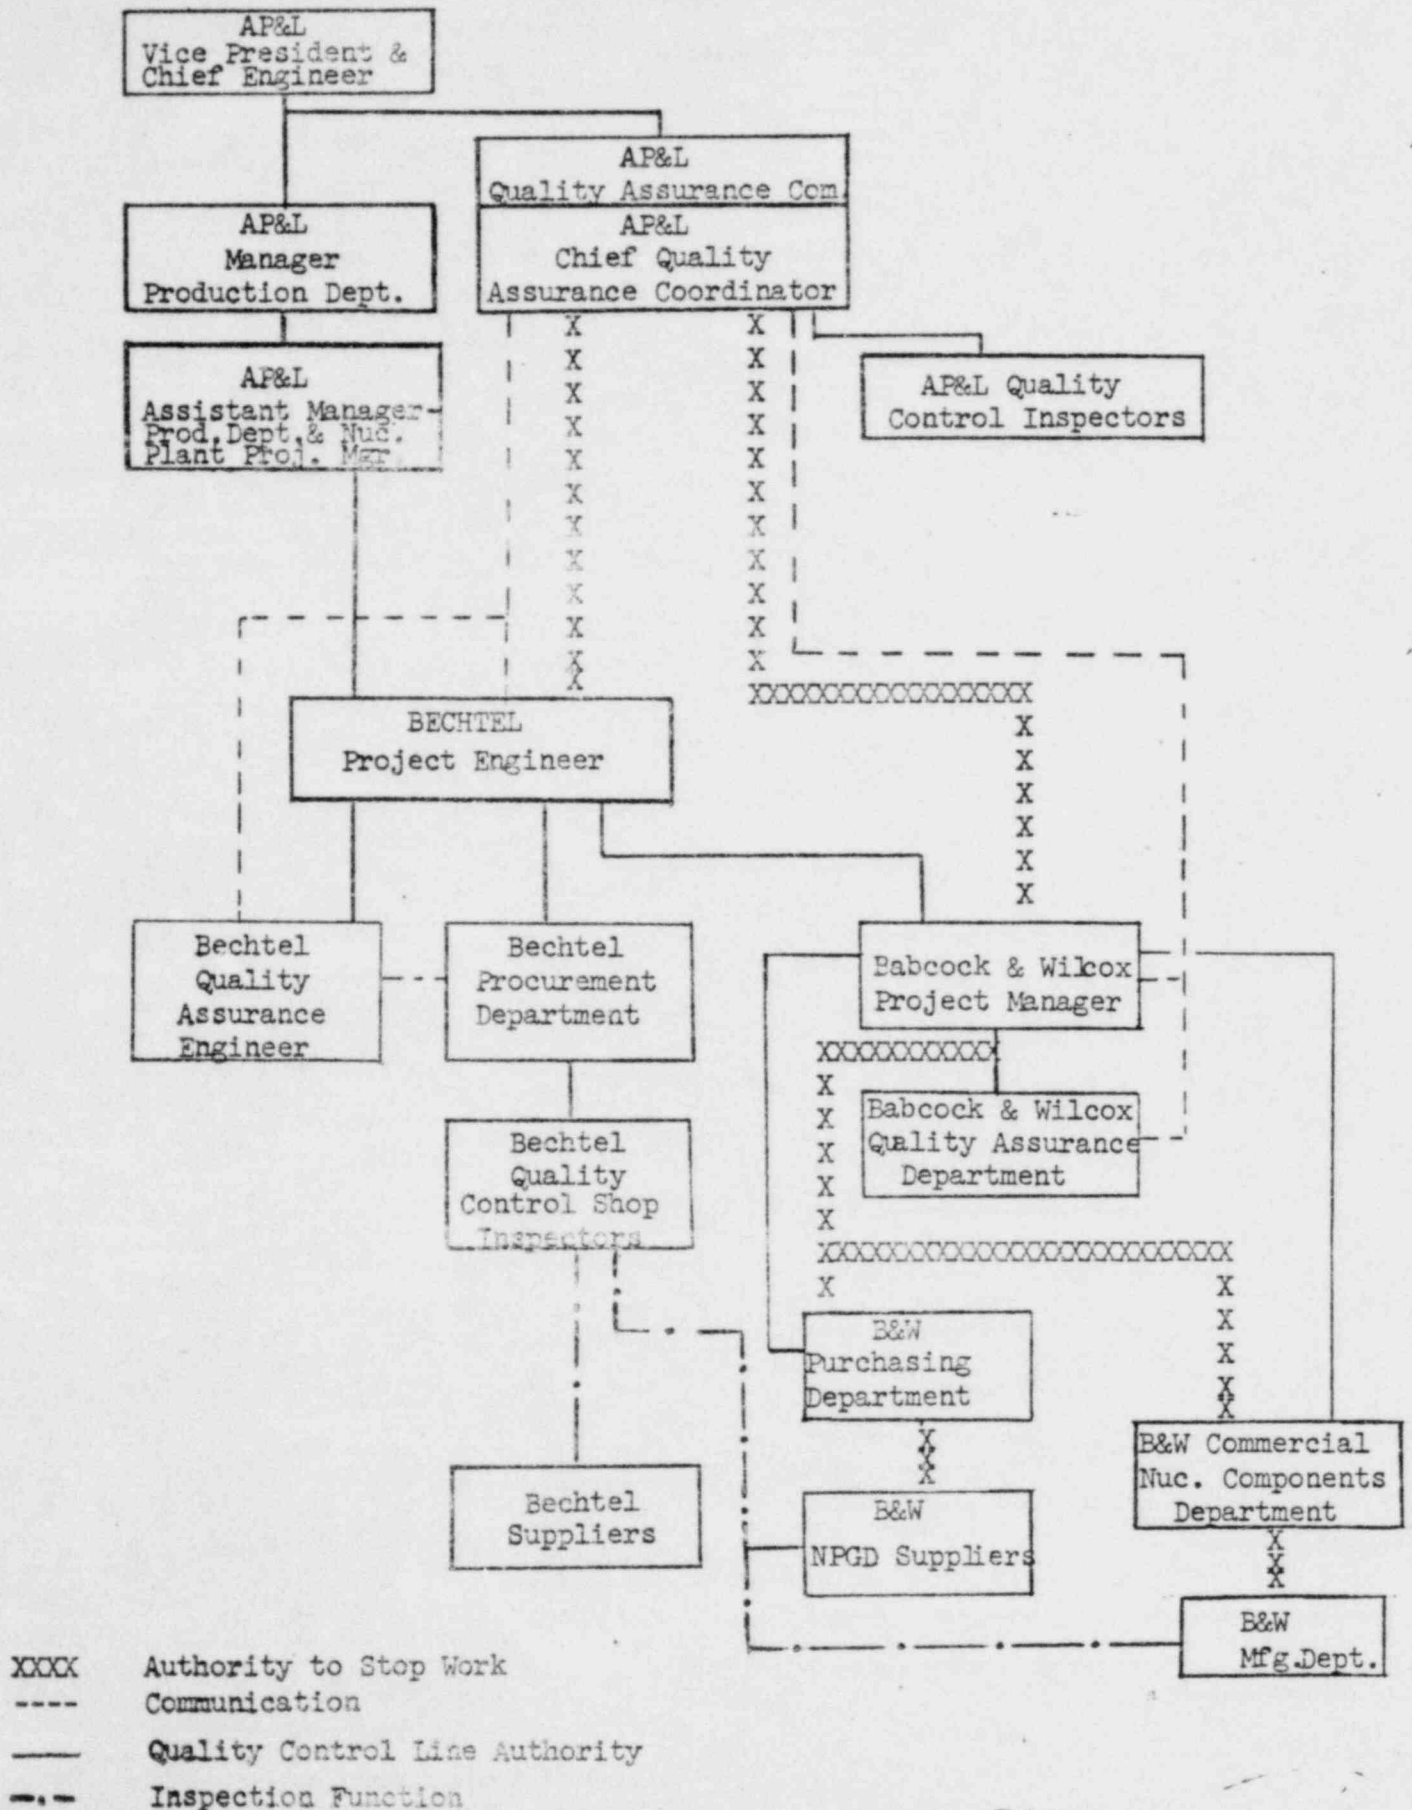 AP&L
Vice President &
Chief Engineer
AP&L
Quality Assurance Com.
AP&L
Manager
Production Dept.
AP&L
Chief Quality
Assurance Coordinator
AP&L
Assistant Manager-
Prod.Dept.& Nuc.
Plant Proj. Mgr
AP&L Quality
Control Inspectors
BECHTEL
Project Engineer
Bechtel
Quality
Assurance
Engineer
Bechtel
Procurement
Department
Babcock & Wilcox
Project Manager
Babcock & Wilcox
Quality Assurance
Department
Bechtel
Quality
Control Shop
Inspectors
B&W
Purchasing
Department
B&W Commercial
Nuc. Components
Department
Bechtel
Suppliers
B&W
NPGD Suppliers
B&W
Mfg.Dept.
XXXX Authority to Stop Work
---- Communication
—— Quality Control Line Authority
—.— Inspection Function